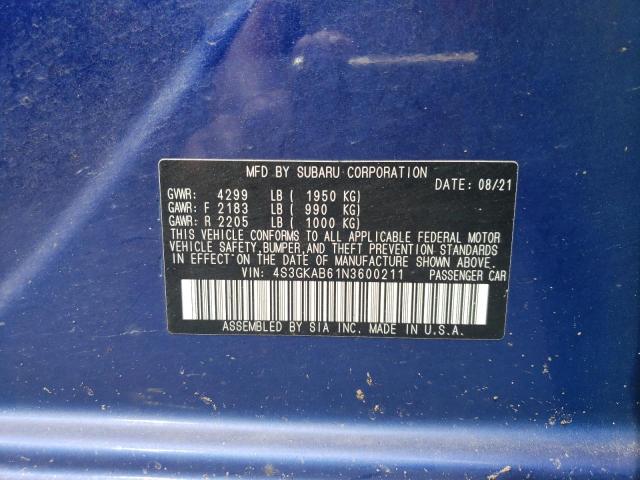 MFD BY SUBARU CORPORATION
DATE: 08/21
GVWR: 4299 LB ( 1950 KG)
GAWR: F 2183 LB ( 990 KG)
GAWR: R 2205 LB ( 1000 KG)
THIS VEHICLE CONFORMS TO ALL APPLICABLE FEDERAL MOTOR
VEHICLE SAFETY, BUMPER, AND THEFT PREVENTION STANDARDS
IN EFFECT ON THE DATE OF MANUFACTURE SHOWN ABOVE.
VIN: 4S3GKAB61N3600211 PASSENGER CAR
ASSEMBLED BY SIA INC. MADE IN U.S.A.